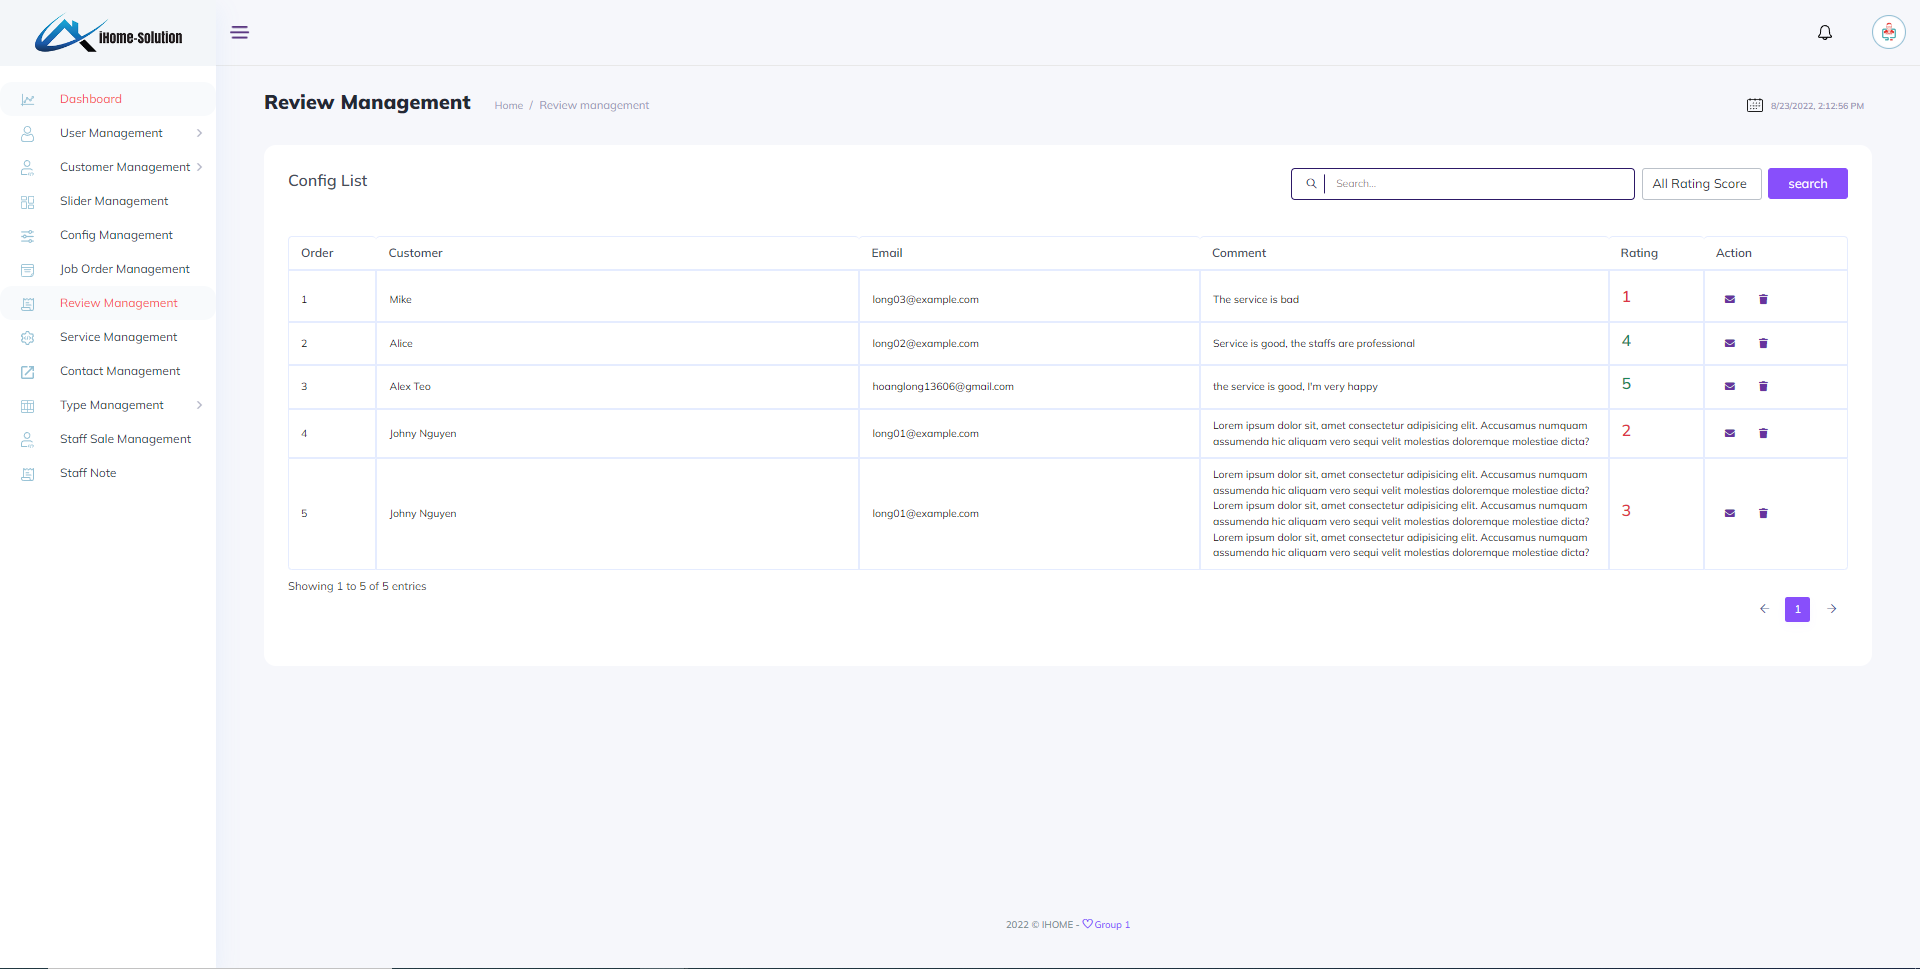 iHome-solution
Dashboard
User Management
Customer Management
Slider Management
Config Management
Job Order Management
Review Management
Service Management
Contact Management
Type Management
Staff Sale Management
Staff Note
Review Management
Home / Review management
8/23/2022, 2:12:56 PM
Config List
Search...
All Rating Score
search
Order Customer Email Comment Rating Action
1 Mike long03@example.com The service is bad 1
2 Alice long02@example.com Service is good, the staffs are professional 4
3 Alex Teo hoanglong13606@gmail.com the service is good, I'm very happy 5
4 Johny Nguyen long01@example.com
Lorem ipsum dolor sit, amet consectetur adipisicing elit. Accusamus numquam
assumenda hic aliquam vero sequi velit molestias doloremque molestiae dicta?
2
5 Johny Nguyen long01@example.com
Lorem ipsum dolor sit, amet consectetur adipisicing elit. Accusamus numquam
assumenda hic aliquam vero sequi velit molestias doloremque molestiae dicta?
Lorem ipsum dolor sit, amet consectetur adipisicing elit. Accusamus numquam
assumenda hic aliquam vero sequi velit molestias doloremque molestiae dicta?
Lorem ipsum dolor sit, amet consectetur adipisicing elit. Accusamus numquam
assumenda hic aliquam vero sequi velit molestias doloremque molestiae dicta?
3
Showing 1 to 5 of 5 entries
1
2022 © IHOME - Group 1